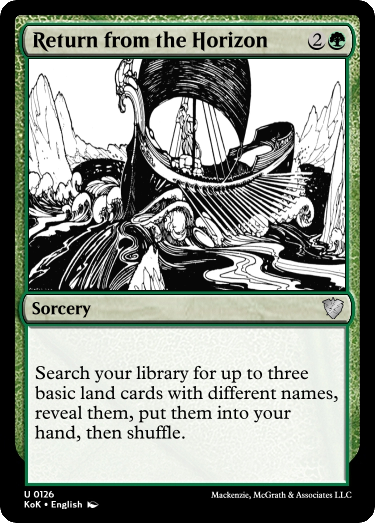 Return from the Horizon 2
Sorcery
Search your library for up to three
basic land cards with different names,
reveal them, put them into your
hand, then shuffle.
U 0126
KoK • English
Mackenzie, McGrath & Associates LLC